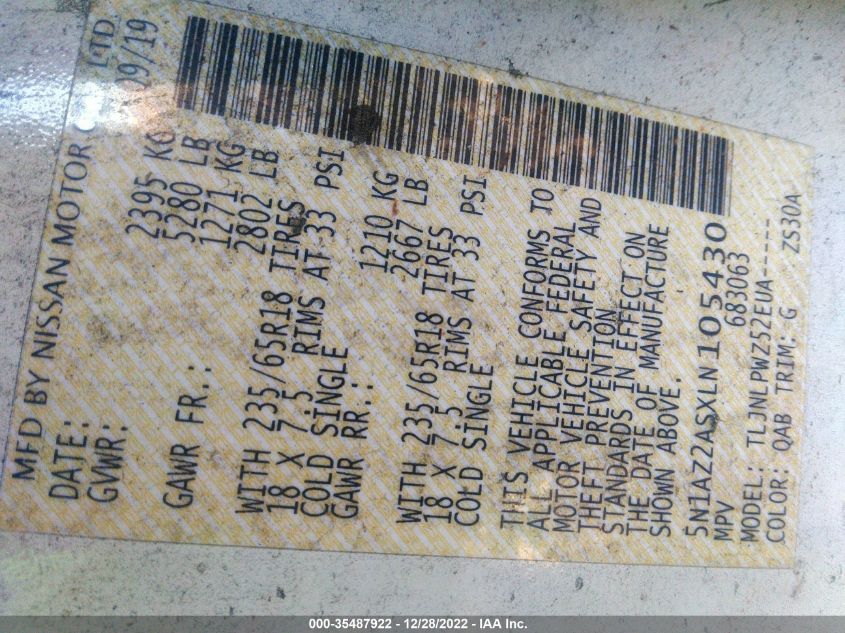 MFD BY NISSAN MOTOR CO., LTD.
DATE: 09/19
GVWR: 2395 KG
5280 LB
GAWR FR.: 1271 KG
2802 LB
WITH 235/65R18 TIRES
18 X 7.5 RIMS AT 33 PSI
COLD SINGLE
GAWR RR.: 1210 KG
2667 LB
WITH 235/65R18 TIRES
18 X 7.5 RIMS AT 33 PSI
COLD SINGLE
THIS VEHICLE CONFORMS TO
ALL APPLICABLE FEDERAL
MOTOR VEHICLE SAFETY AND
THEFT PREVENTION
STANDARDS IN EFFECT ON
THE DATE OF MANUFACTURE
SHOWN ABOVE.
5N1AZ2ASXLN105430
MPV 683063
MODEL: TLJNLPWZ52EUA-----
COLOR: QAB TRIM: G ZS30A
000-35487922 - 12/28/2022 - IAA Inc.